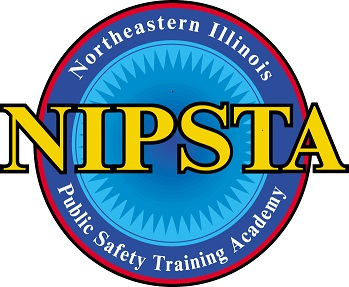 Northeastern Illinois
NIPSTA
Public Safety Training Academy